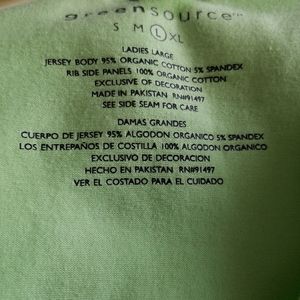 greensource™
S M L XL
LADIES LARGE
JERSEY BODY 95% ORGANIC COTTON 5% SPANDEX
RIB SIDE PANELS 100% ORGANIC COTTON
EXCLUSIVE OF DECORATION
MADE IN PAKISTAN RN#91497
SEE SIDE SEAM FOR CARE
DAMAS GRANDES
CUERPO DE JERSEY 95% ALGODON ORGANICO 5% SPANDEX
LOS ENTREPAÑOS DE COSTILLA 100% ALGODON ORGANICO
EXCLUSIVO DE DECORACION
HECHO EN PAKISTAN RN#91497
VER EL COSTADO PARA EL CUIDADO